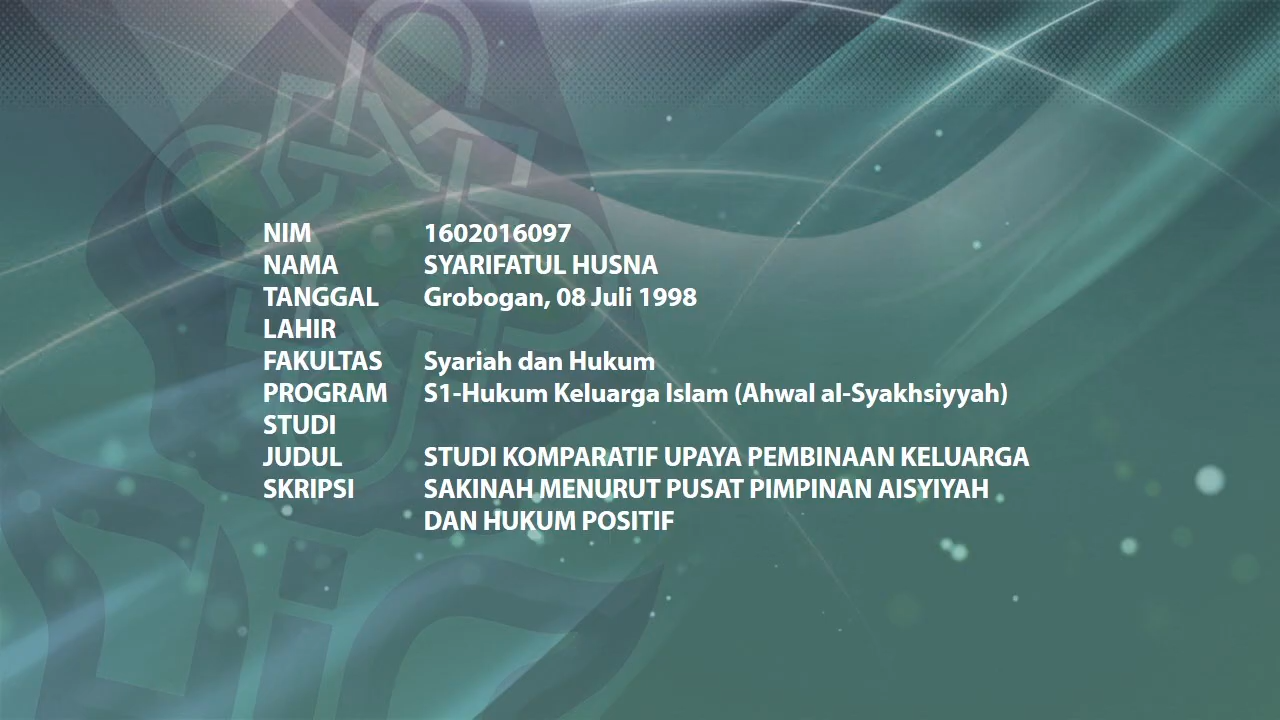 NIM 1602016097
NAMA SYARIFATUL HUSNA
TANGGAL Grobogan, 08 Juli 1998
LAHIR
FAKULTAS Syariah dan Hukum
PROGRAM S1-Hukum Keluarga Islam (Ahwal al-Syakhsiyyah)
STUDI
JUDUL STUDI KOMPARATIF UPAYA PEMBINAAN KELUARGA
SKRIPSI SAKINAH MENURUT PUSAT PIMPINAN AISYIYAH
DAN HUKUM POSITIF